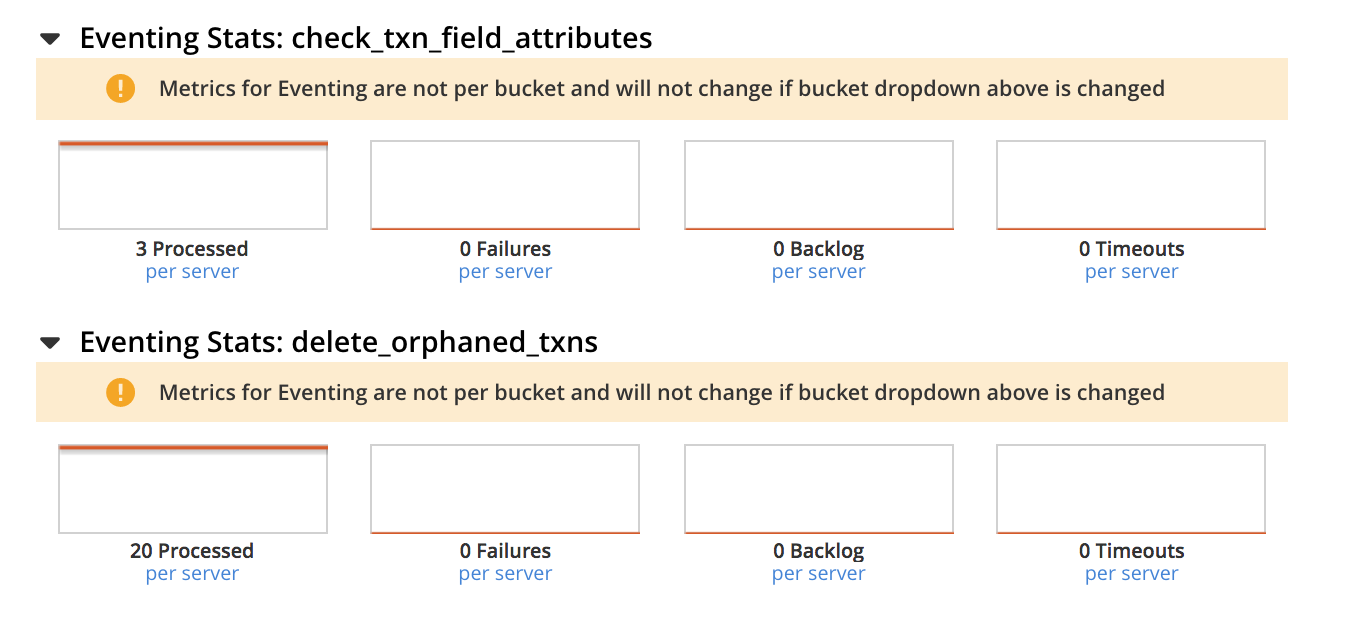 Eventing Stats: check_txn_field_attributes
! Metrics for Eventing are not per bucket and will not change if bucket dropdown above is changed
3 Processed 0 Failures 0 Backlog 0 Timeouts
per server per server per server per server
Eventing Stats: delete_orphaned_txns
! Metrics for Eventing are not per bucket and will not change if bucket dropdown above is changed
20 Processed 0 Failures 0 Backlog 0 Timeouts
per server per server per server per server